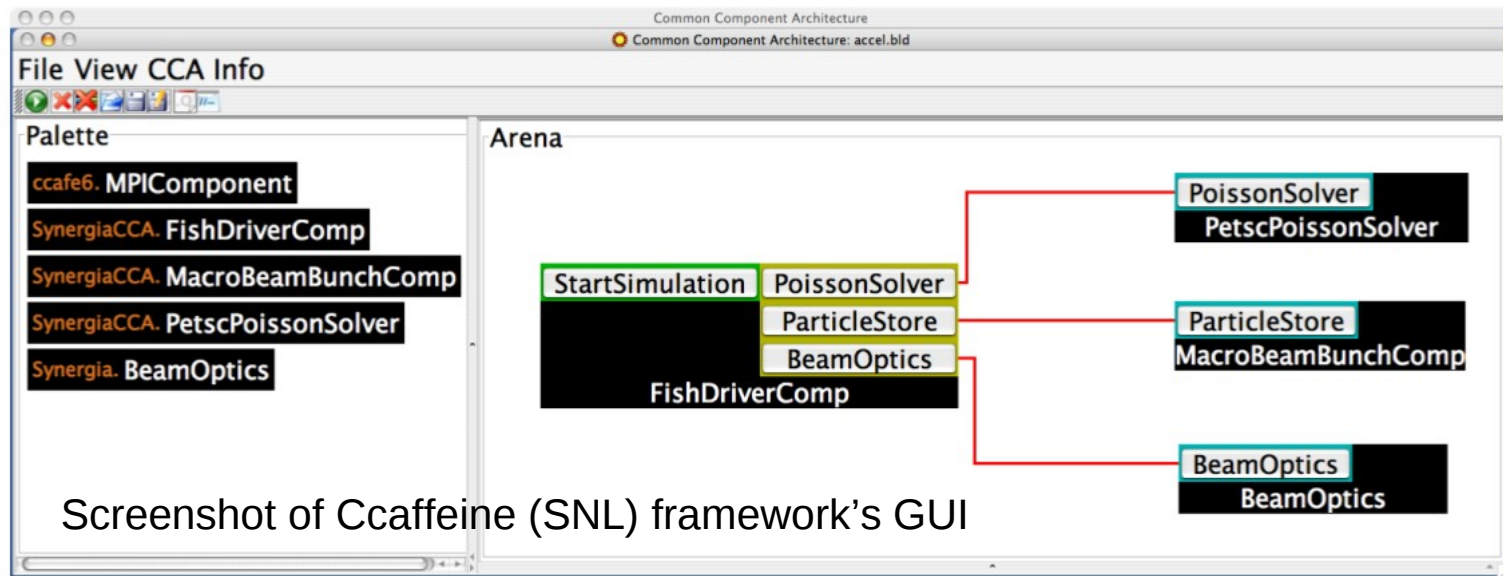 Common Component Architecture
Common Component Architecture: accel.bld
File View CCA Info
Palette
ccafe6. MPIComponent
SynergiaCCA. FishDriverComp
SynergiaCCA. MacroBeamBunchComp
SynergiaCCA. PetscPoissonSolver
Synergia. BeamOptics
Arena
StartSimulation PoissonSolver
ParticleStore
BeamOptics
FishDriverComp
PoissonSolver
PetscPoissonSolver
ParticleStore
MacroBeamBunchComp
BeamOptics
BeamOptics
Screenshot of Ccaffeine (SNL) framework’s GUI